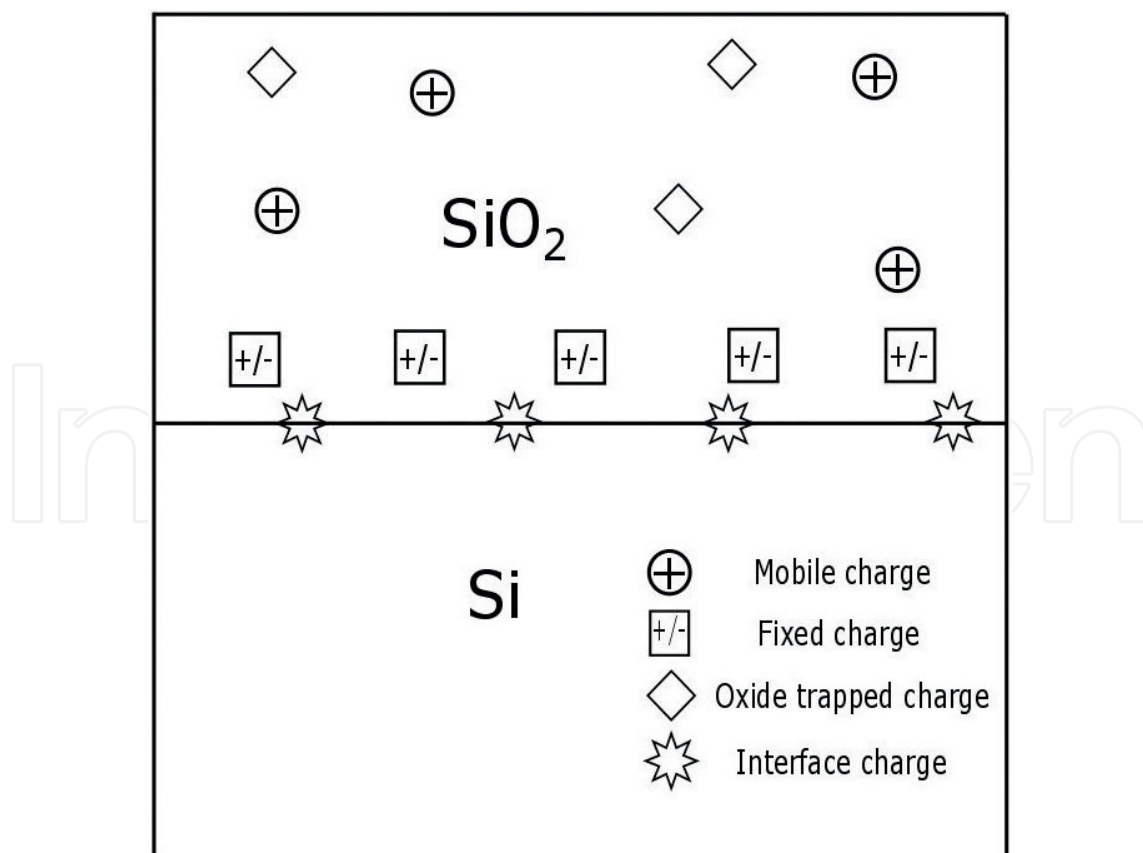 SiO₂
+/- +/- +/- +/- +/-
Si
Mobile charge
+/- Fixed charge
Oxide trapped charge
Interface charge